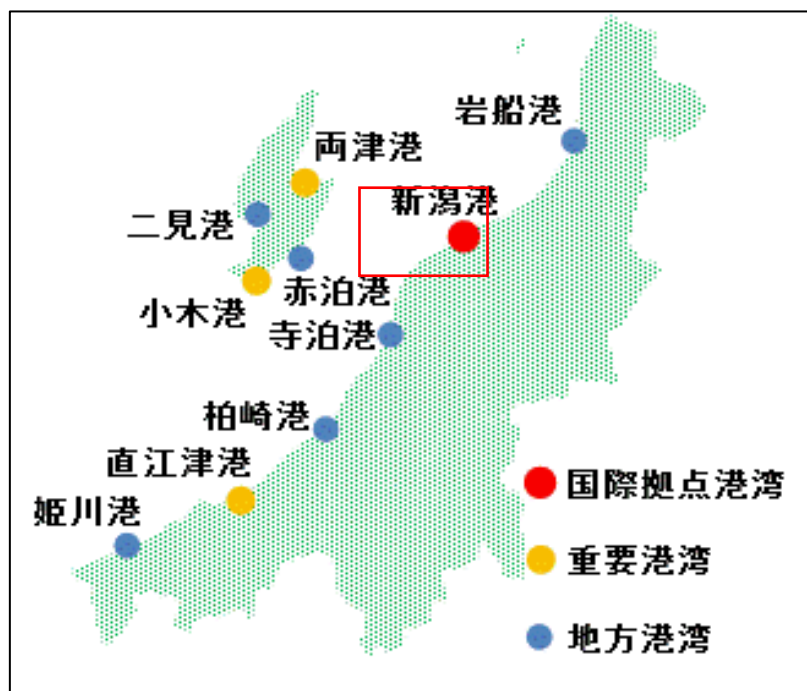 岩船港
両津港
新潟港
二見港
赤泊港
小木港
寺泊港
柏崎港
直江津港
姫川港
国際拠点港湾
重要港湾
地方港湾